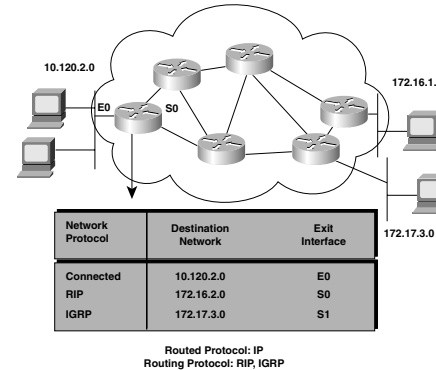 10.120.2.0
172.16.1.
E0
S0
172.17.3.0
Network Protocol Destination Network Exit Interface
Connected 10.120.2.0 E0
RIP 172.16.2.0 S0
IGRP 172.17.3.0 S1
Routed Protocol: IP
Routing Protocol: RIP, IGRP